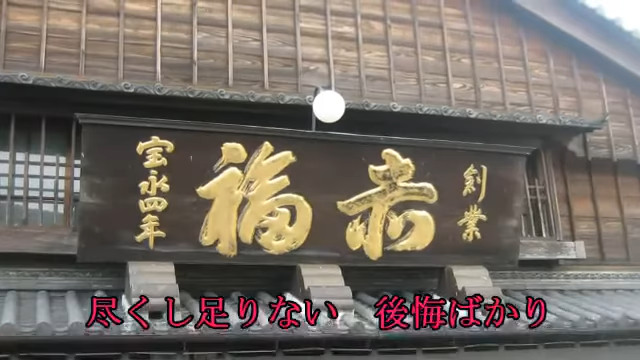 創業
赤福
宝永四年
尽くし足りない 後悔ばかり